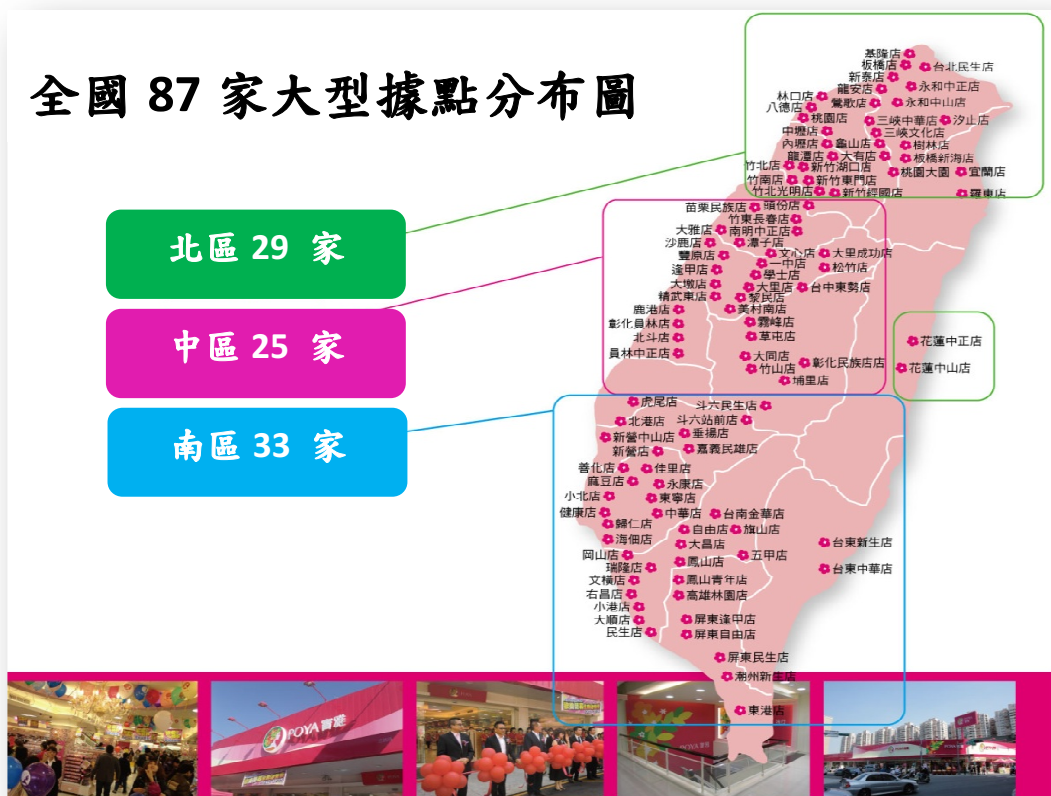 全國 87 家大型據點分布圖
北區 29 家
中區 25 家
南區 33 家
基隆店
板橋店
台北民生店
新泰店
龍安店
永和中正店
林口店
鶯歌店
永和中山店
八德店
桃園店
三峽中華店
汐止店
中壢店
三峽文化店
內壢店
龜山店
樹林店
龍潭店
大有店
板橋新海店
竹北店
新竹湖口店
桃園大園
宜蘭店
竹南店
新竹東門店
竹北光明店
新竹經國店
羅東店
苗栗民族店
頭份店
竹東長春店
大雅店
南明中正店
沙鹿店
潭子店
豐原店
文心店
大里成功店
一中店
逢甲店
松竹店
學士店
大墩店
大里店
台中東勢店
精武東店
黎民店
鹿港店
美村南店
彰化員林店
霧峰店
北斗店
草屯店
員林中正店
大同店
竹山店
彰化民族店店
埔里店
花蓮中正店
花蓮中山店
虎尾店
斗六民生店
北港店
斗六站前店
新營中山店
垂揚店
新營店
嘉義民雄店
善化店
佳里店
麻豆店
永康店
小北店
東寧店
健康店
中華店
台南金華店
歸仁店
自由店
旗山店
海佃店
大昌店
台東新生店
岡山店
五甲店
瑞隆店
鳳山店
台東中華店
文橫店
鳳山青年店
右昌店
高雄林園店
小港店
大順店
屏東逢甲店
民生店
屏東自由店
屏東民生店
潮州新生店
東港店
POYA 寶雅
POYA 寶雅